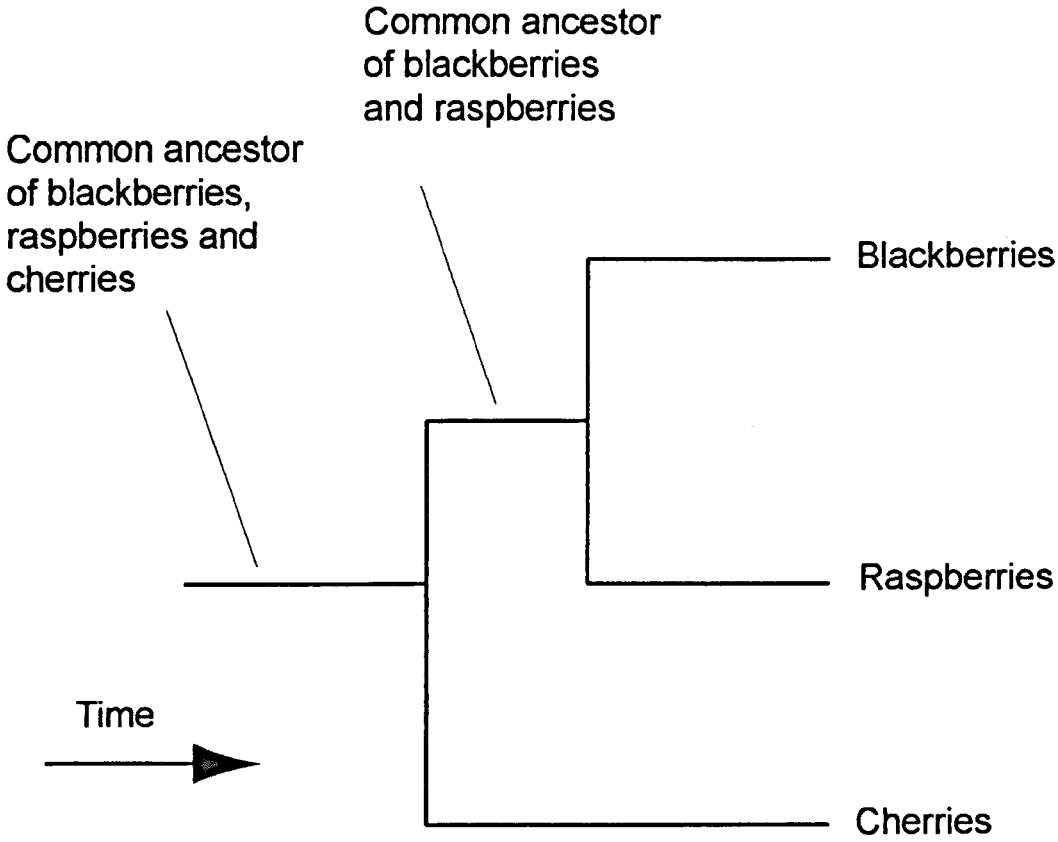 Common ancestor
of blackberries
and raspberries
Common ancestor
of blackberries,
raspberries and
cherries
Blackberries
Raspberries
Time
Cherries